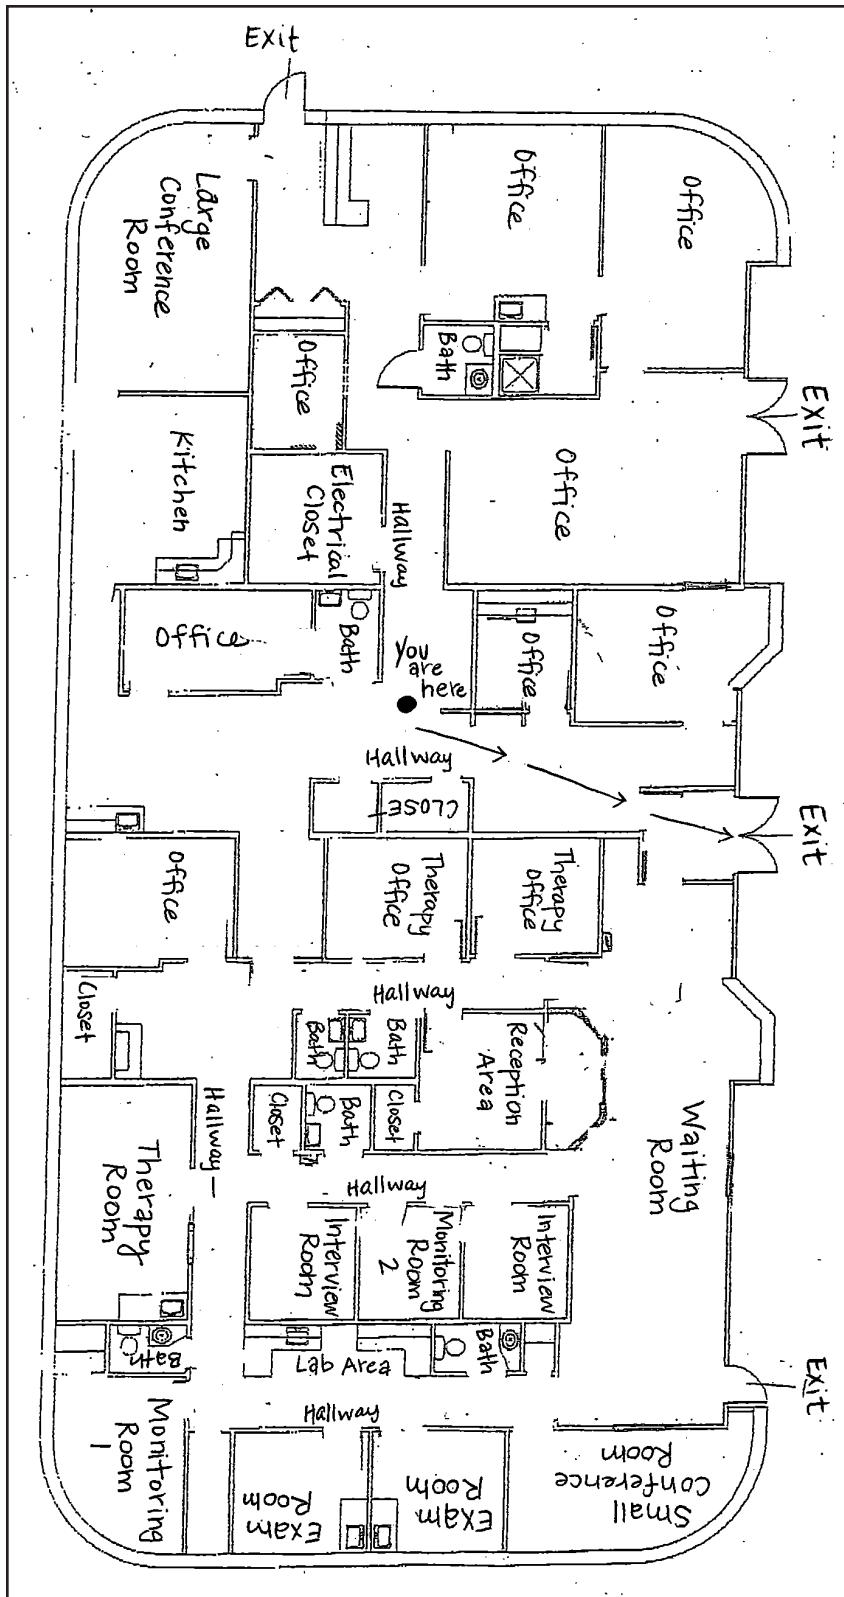 Exit
Large
Conference
Room
Office
Office
Bath
Office
Exit
Kitchen
Electrical
Closet
Hallway
Office
Office
Bath
You
are
here
Office
Office
Hallway
CLOSE
Exit
Office
Therapy
Office
Therapy
Office
Closet
Hallway
Bath
Bath
Reception
Area
Hallway
Closet
Bath
Closet
Waiting
Room
Therapy
Room
Hallway
Interview
Room
Monitoring
Room
2
Interview
Room
Bath
Lab Area
Bath
Exit
Monitoring
Room
1
Hallway
Exam
Room
Exam
Room
Small
Conference
Room